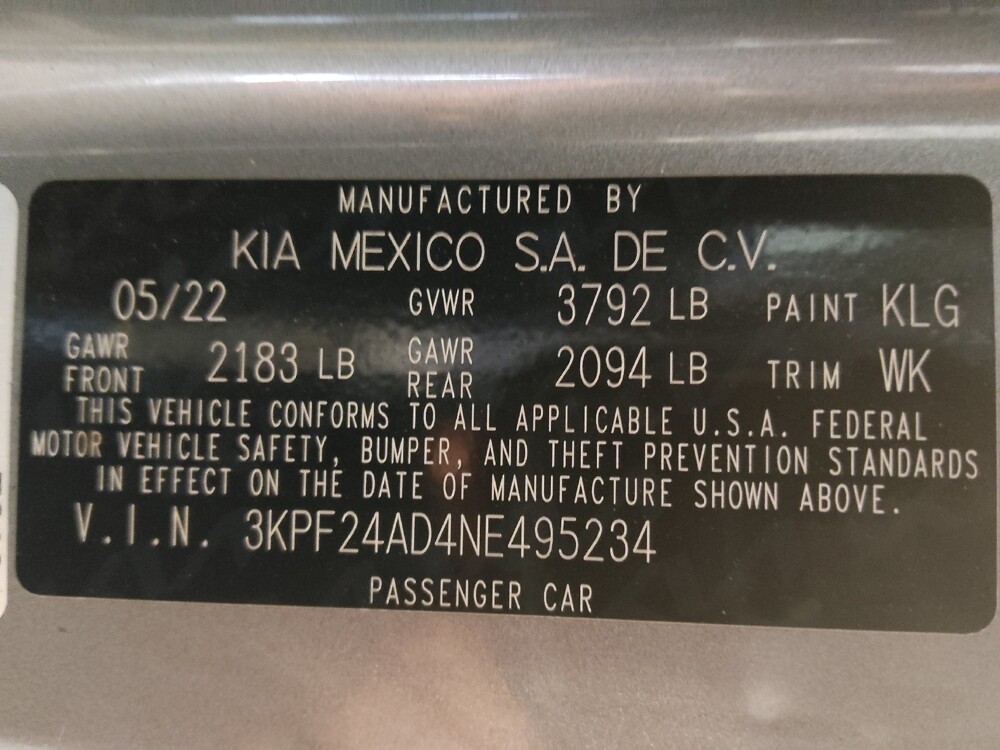 MANUFACTURED BY
KIA MEXICO S.A. DE C.V.
05/22 GVWR 3792 LB PAINT KLG
GAWR FRONT 2183 LB GAWR REAR 2094 LB TRIM WK
THIS VEHICLE CONFORMS TO ALL APPLICABLE U.S.A. FEDERAL
MOTOR VEHICLE SAFETY, BUMPER, AND THEFT PREVENTION STANDARDS
IN EFFECT ON THE DATE OF MANUFACTURE SHOWN ABOVE.
V.I.N. 3KPF24AD4NE495234
PASSENGER CAR